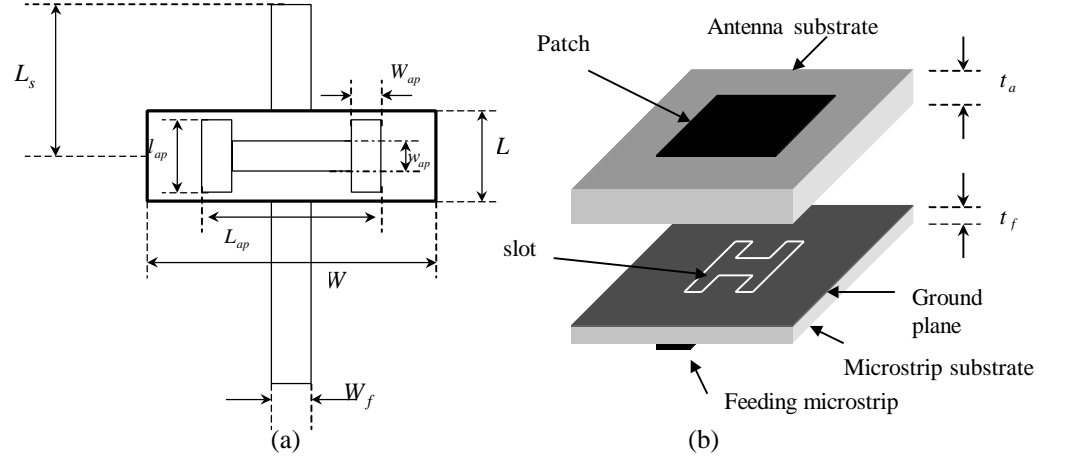 L_s
W_ap
l_ap
w_ap
L
L_ap
W
W_f
(a)
Antenna substrate
Patch
t_a
t_f
slot
Ground
plane
Microstrip substrate
Feeding microstrip
(b)